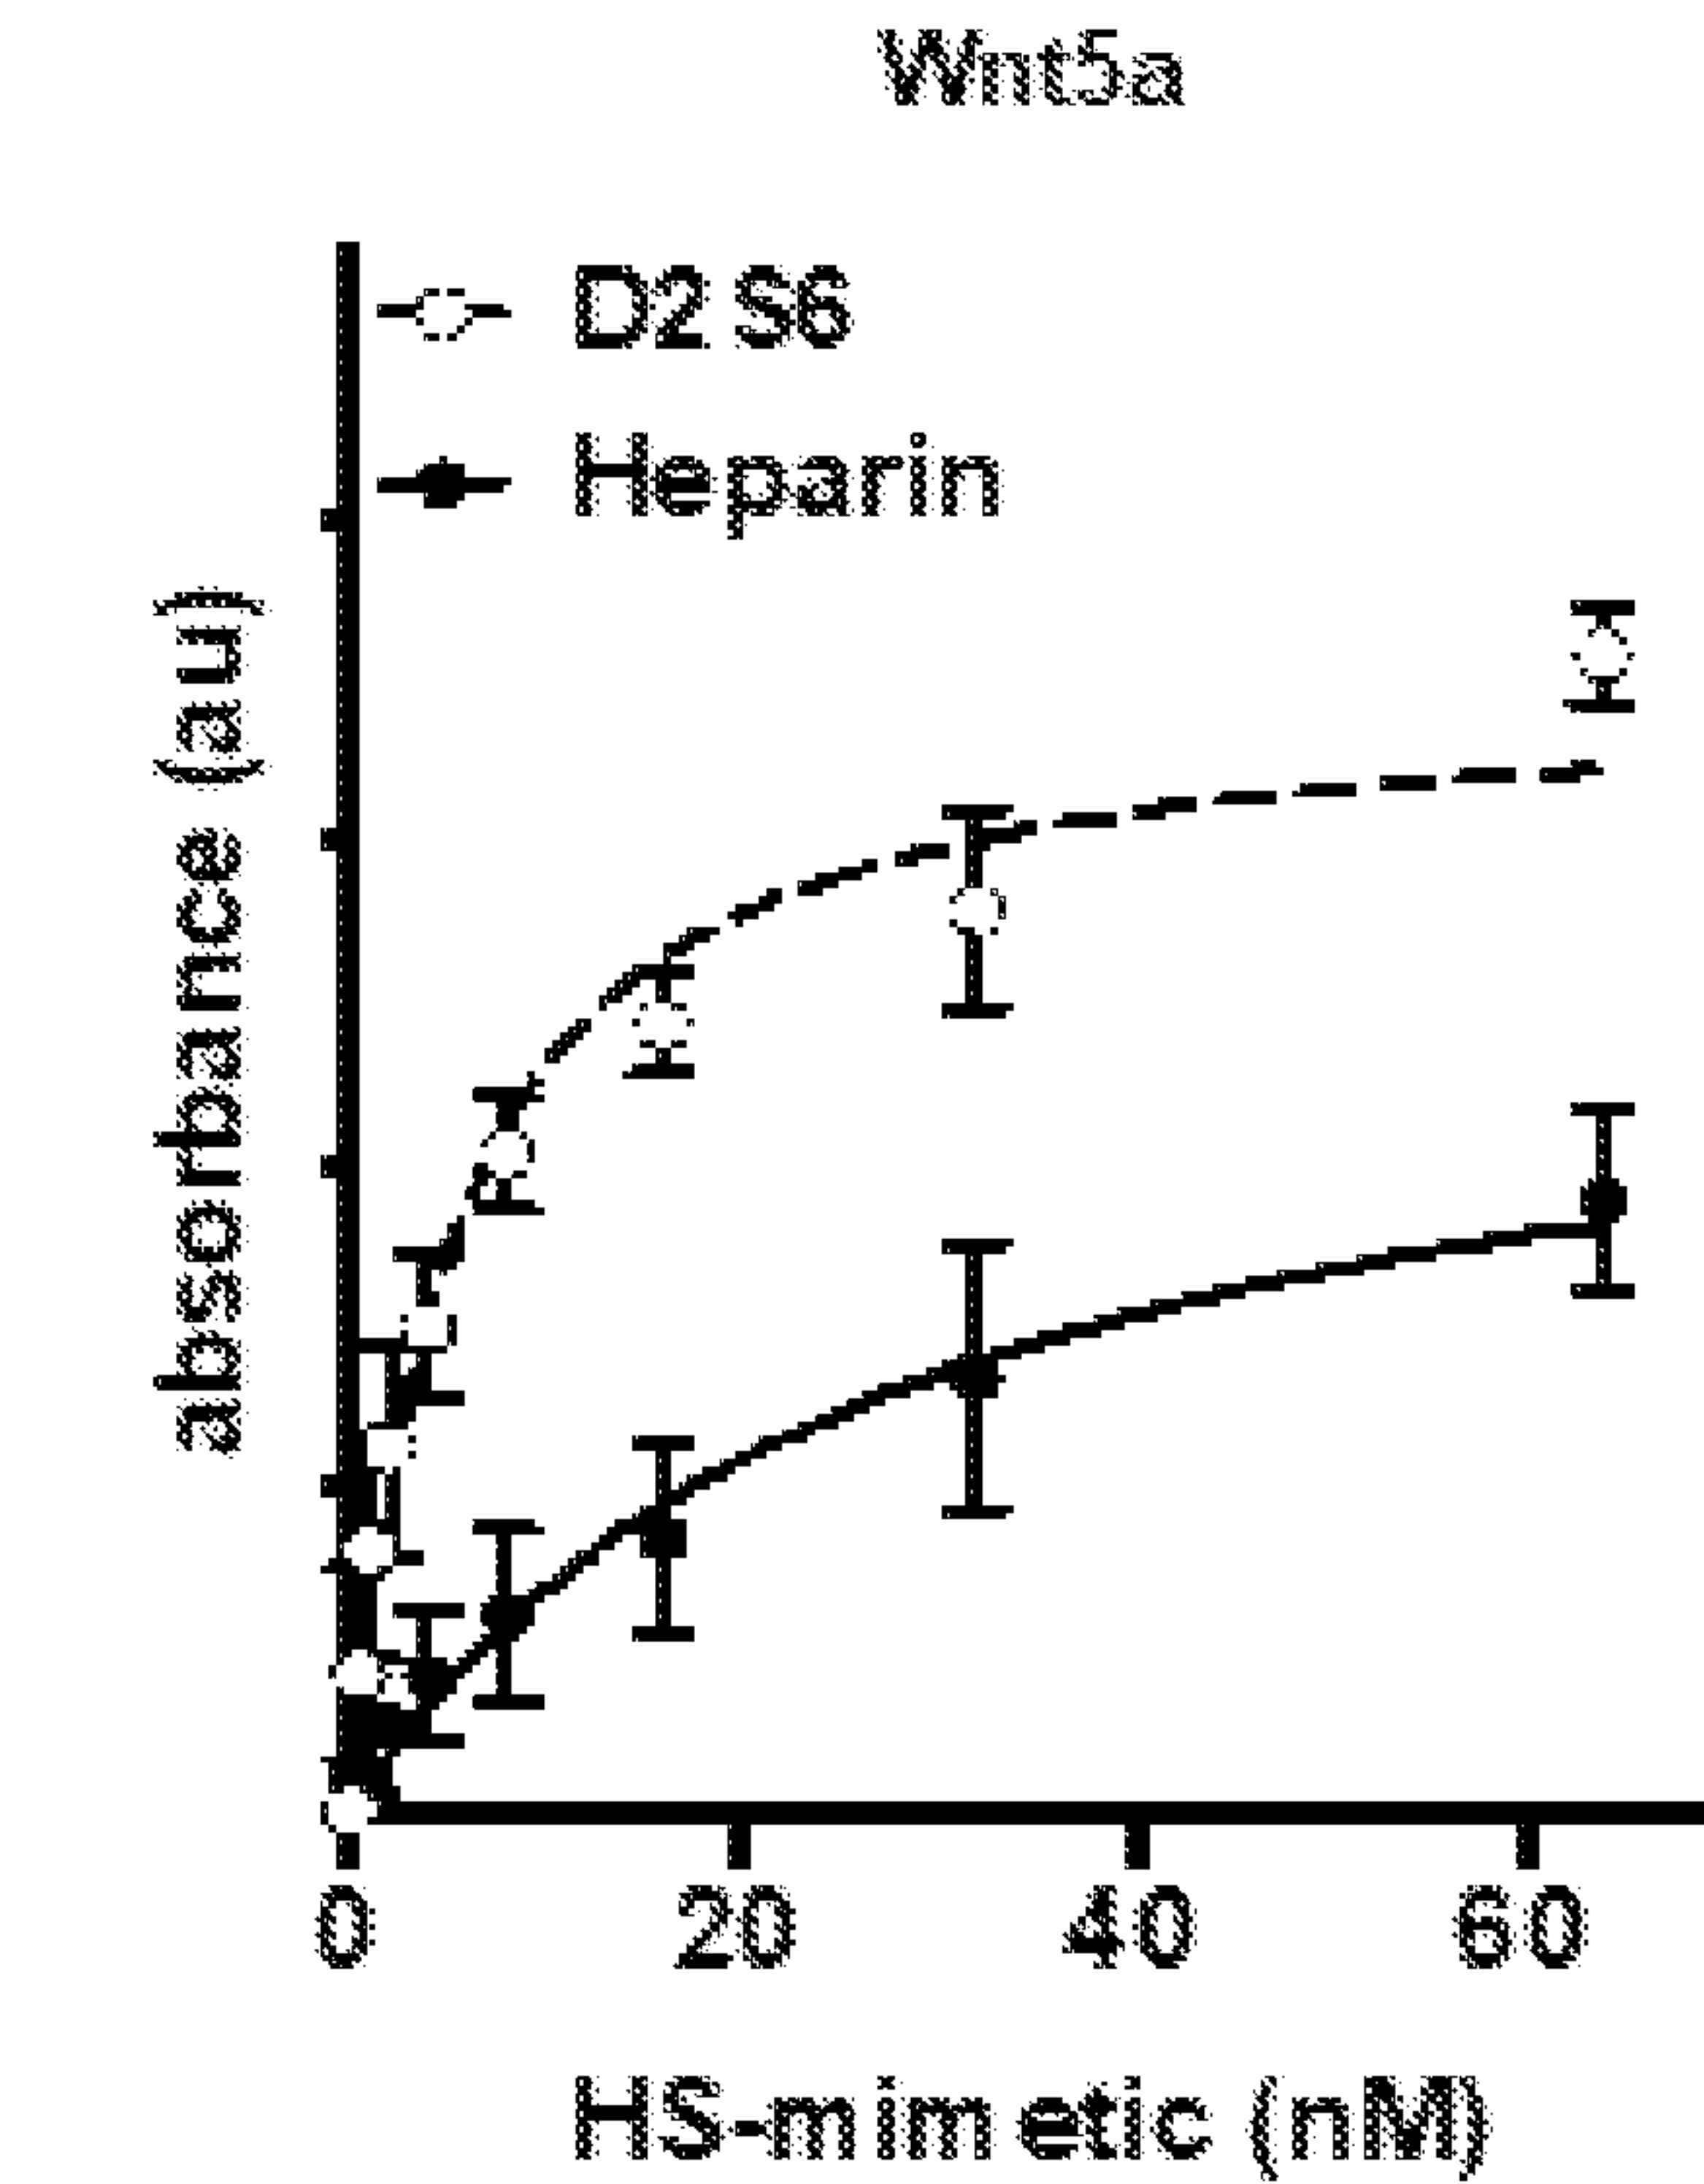 Wnt5a
D2 S6
Heparin
absorbance (au)
0 20 40 60
HS-mimetic (nM)